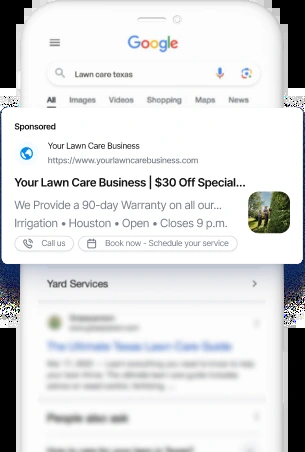 Google
Lawn care texas
All Images Videos Shopping Maps News
Sponsored
Your Lawn Care Business
https://www.yourlawncarebusiness.com
Your Lawn Care Business | $30 Off Special...
We Provide a 90-day Warranty on all our...
Irrigation • Houston • Open • Closes 9 p.m.
Call us Book now - Schedule your service
Yard Services
The Ultimate Texas Lawn Care Guide
People also ask